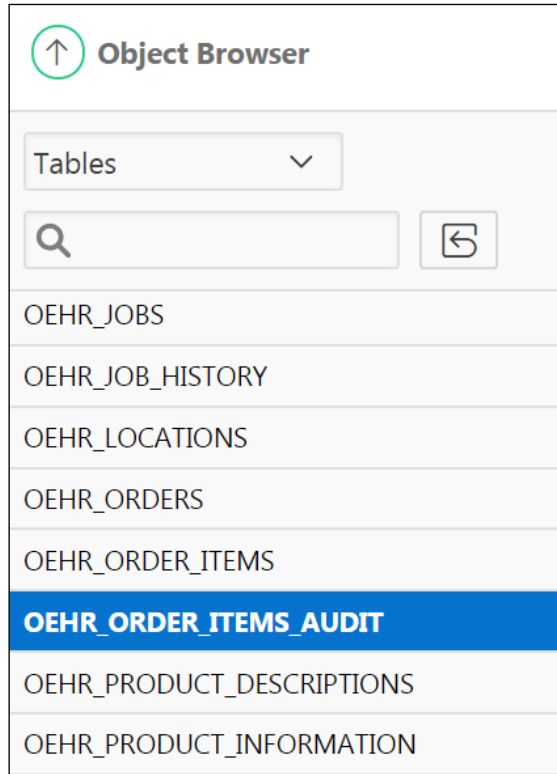 Object Browser
Tables
OEHR_JOBS
OEHR_JOB_HISTORY
OEHR_LOCATIONS
OEHR_ORDERS
OEHR_ORDER_ITEMS
OEHR_ORDER_ITEMS_AUDIT
OEHR_PRODUCT_DESCRIPTIONS
OEHR_PRODUCT_INFORMATION